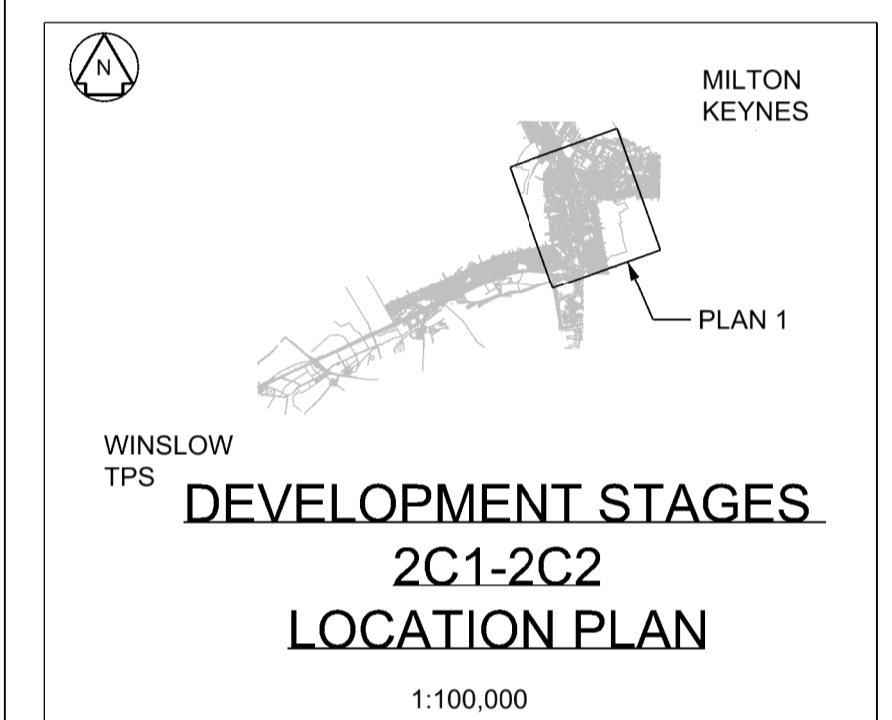 N
MILTON
KEYNES
PLAN 1
WINSLOW
TPS
DEVELOPMENT STAGES
2C1-2C2
LOCATION PLAN
1:100,000